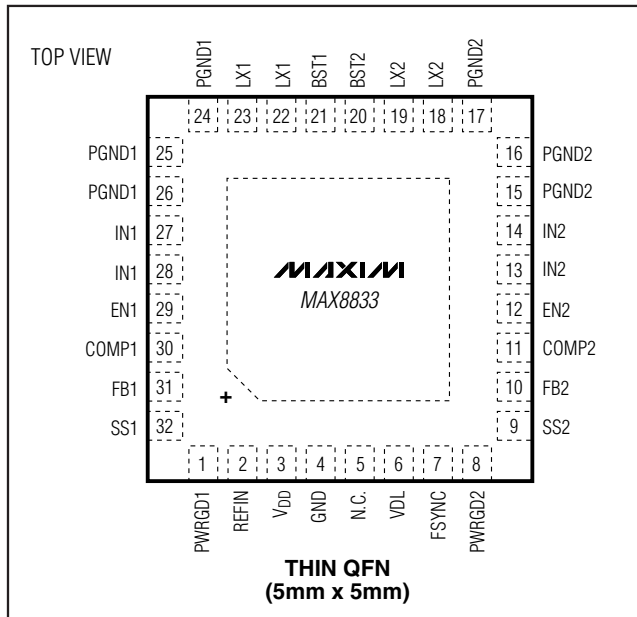 TOP VIEW
PGND1 LX1 LX1 BST1 BST2 LX2 LX2 PGND2
24 23 22 21 20 19 18 17
PGND1 25 16 PGND2
PGND1 26 15 PGND2
IN1 27 14 IN2
IN1 28 13 IN2
MAXIM
MAX8833
EN1 29 12 EN2
COMP1 30 11 COMP2
FB1 31 10 FB2
+
SS1 32 9 SS2
1 2 3 4 5 6 7 8
PWRGD1 REFIN VDD GND N.C. VDL FSYNC PWRGD2
THIN QFN
(5mm x 5mm)